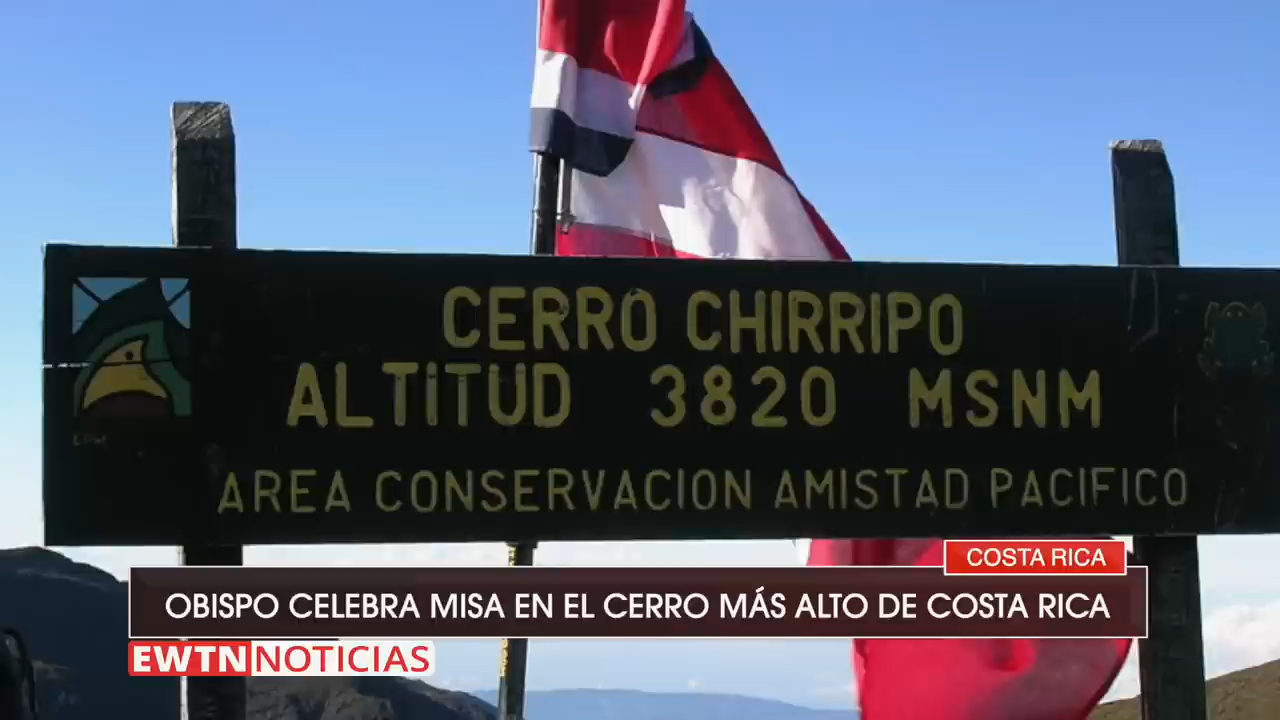 CERRO CHIRRIPO
ALTITUD 3820 MSNM
AREA CONSERVACION AMISTAD PACIFICO
COSTA RICA
OBISPO CELEBRA MISA EN EL CERRO MÁS ALTO DE COSTA RICA
EWTN NOTICIAS